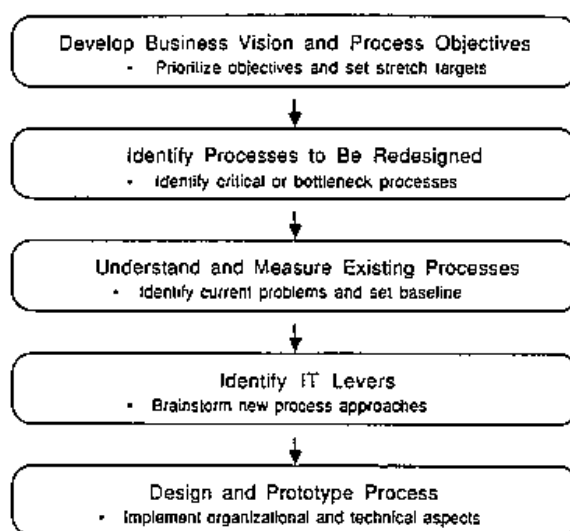 Develop Business Vision and Process Objectives
• Prioritize objectives and set stretch targets
Identify Processes to Be Redesigned
• Identify critical or bottleneck processes
Understand and Measure Existing Processes
• Identify current problems and set baseline
Identify IT Levers
• Brainstorm new process approaches
Design and Prototype Process
• Implement organizational and technical aspects